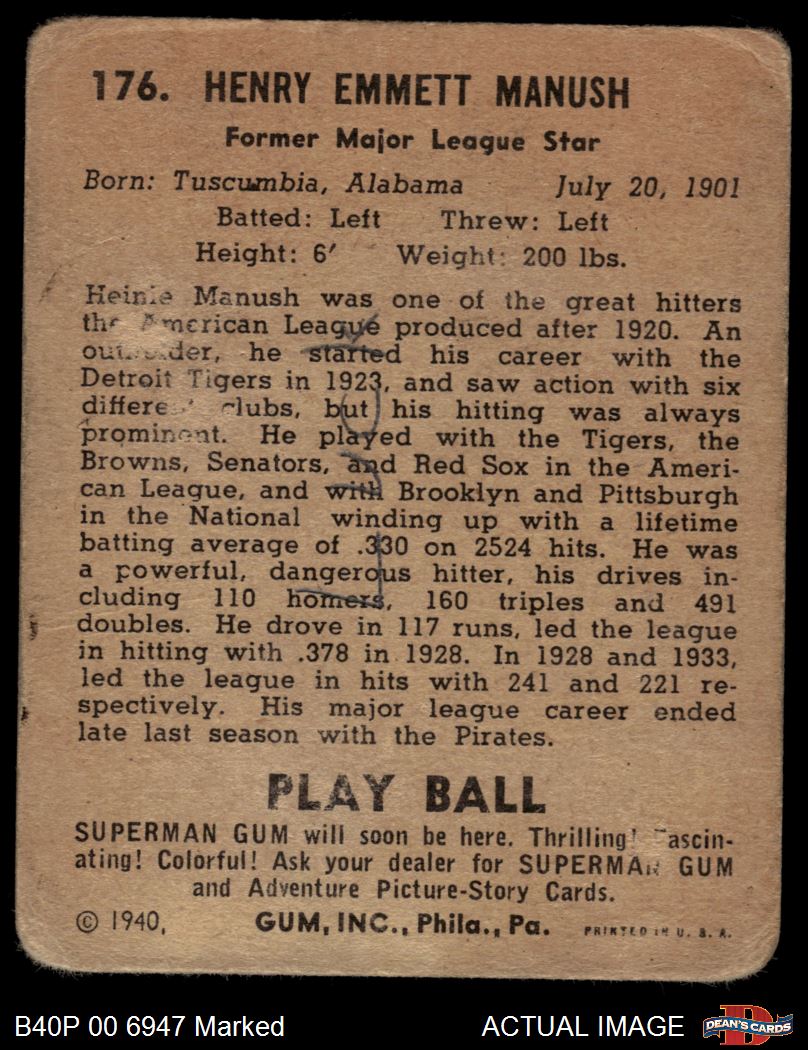 176. HENRY EMMETT MANUSH
Former Major League Star
Born: Tuscumbia, Alabama July 20, 1901
Batted: Left Threw: Left
Height: 6′ Weight: 200 lbs.
Heinie Manush was one of the great hitters
the American League produced after 1920. An
he started his career with the
Detroit Tigers in 1923, and saw action with six
clubs, but his hitting was always
prominent. He played with the Tigers, the
Browns, Senators, and Red Sox in the Ameri-
can League, and with Brooklyn and Pittsburgh
in the National winding up with a lifetime
batting average of .330 on 2524 hits. He was
a powerful, dangerous hitter, his drives in-
cluding 110 homers, 160 triples and 491
doubles. He drove in 117 runs, led the league
in hitting with .378 in 1928. In 1928 and 1933,
led the league in hits with 241 and 221 re-
spectively. His major league career ended
late last season with the Pirates.
PLAY BALL
SUPERMAN GUM will soon be here. Thrilling! Fascin-
ating! Colorful! Ask your dealer for SUPERMAN GUM
and Adventure Picture-Story Cards.
© 1940, GUM, INC., Phila., Pa. PRINTED IN U. S. A.
B40P 00 6947 Marked ACTUAL IMAGE DEAN'S CARDS